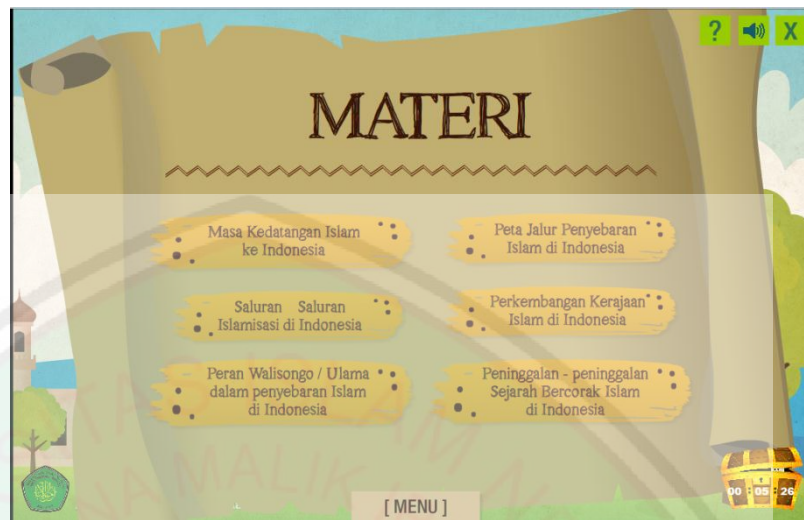 ? X
MATERI
Masa Kedatangan Islam
ke Indonesia
Peta Jalur Penyebaran
Islam di Indonesia
Saluran Saluran
Islamisasi di Indonesia
Perkembangan Kerajaan
Islam di Indonesia
Peran Walisongo / Ulama
dalam penyebaran Islam
di Indonesia
Peninggalan - peninggalan
Sejarah Bercorak Islam
di Indonesia
00 : 05 : 26
[ MENU ]